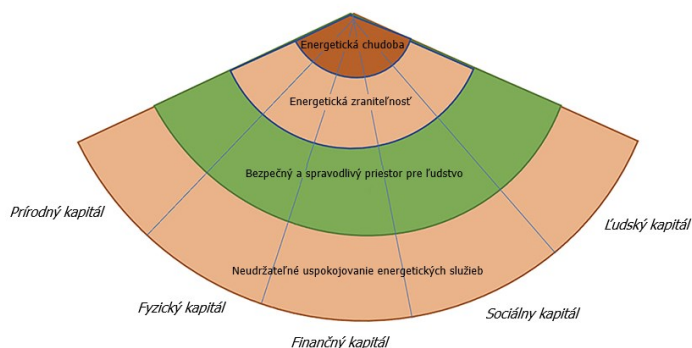 Energetická chudoba
Energetická zraniteľnosť
Bezpečný a spravodlivý priestor pre ľudstvo
Neudržateľné uspokojovanie energetických služieb
Prírodný kapitál
Fyzický kapitál
Finančný kapitál
Sociálny kapitál
Ľudský kapitál